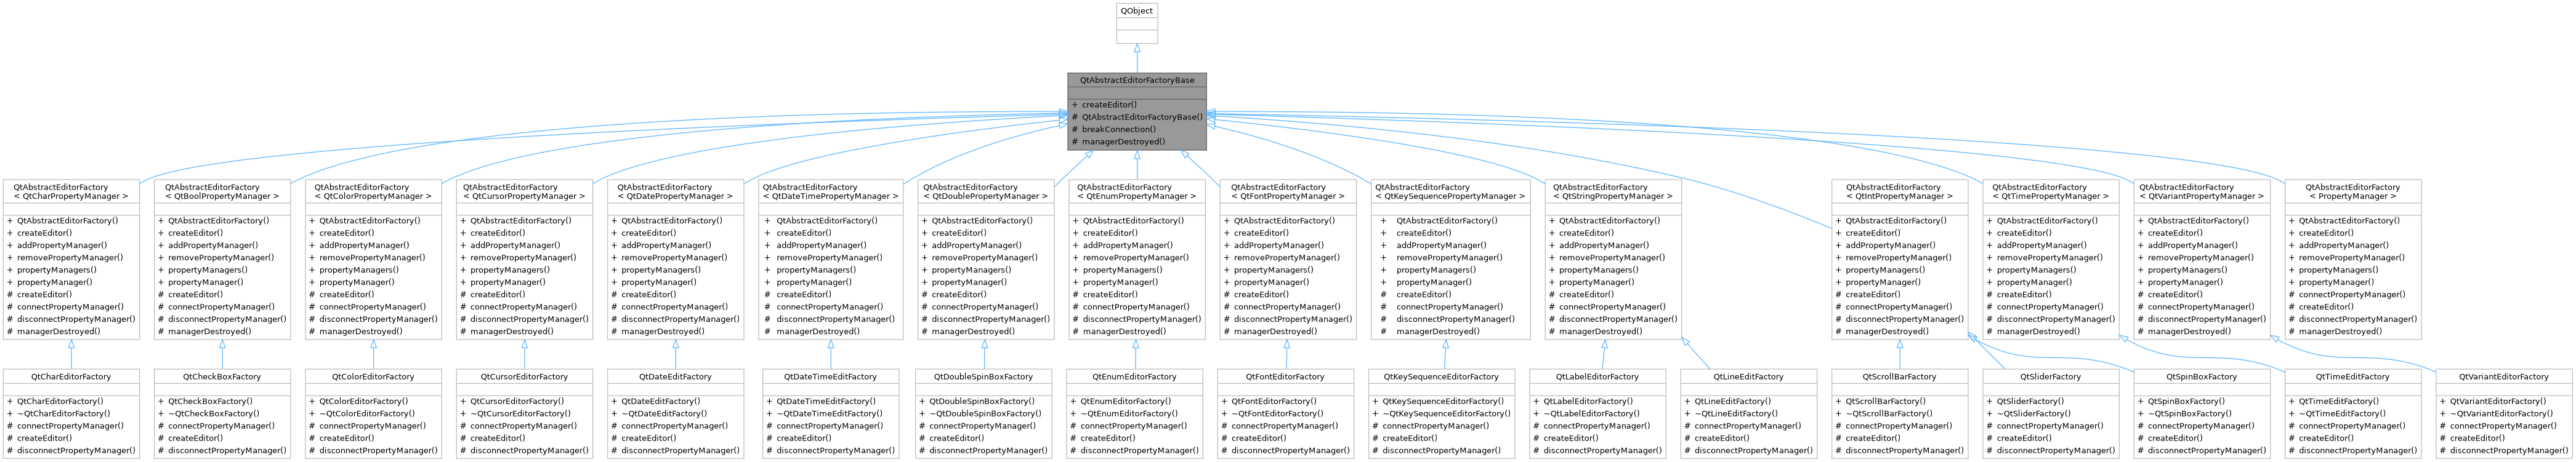 QObject
QtAbstractEditorFactoryBase
+ createEditor()
# QtAbstractEditorFactoryBase()
# breakConnection()
# managerDestroyed()
QtAbstractEditorFactory
< QtCharPropertyManager >
+ QtAbstractEditorFactory()
+ createEditor()
+ addPropertyManager()
+ removePropertyManager()
+ propertyManagers()
+ propertyManager()
# createEditor()
# connectPropertyManager()
# disconnectPropertyManager()
# managerDestroyed()
QtAbstractEditorFactory
< QtBoolPropertyManager >
+ QtAbstractEditorFactory()
+ createEditor()
+ addPropertyManager()
+ removePropertyManager()
+ propertyManagers()
+ propertyManager()
# createEditor()
# connectPropertyManager()
# disconnectPropertyManager()
# managerDestroyed()
QtAbstractEditorFactory
< QtColorPropertyManager >
+ QtAbstractEditorFactory()
+ createEditor()
+ addPropertyManager()
+ removePropertyManager()
+ propertyManagers()
+ propertyManager()
# createEditor()
# connectPropertyManager()
# disconnectPropertyManager()
# managerDestroyed()
QtAbstractEditorFactory
< QtCursorPropertyManager >
+ QtAbstractEditorFactory()
+ createEditor()
+ addPropertyManager()
+ removePropertyManager()
+ propertyManagers()
+ propertyManager()
# createEditor()
# connectPropertyManager()
# disconnectPropertyManager()
# managerDestroyed()
QtAbstractEditorFactory
< QtDatePropertyManager >
+ QtAbstractEditorFactory()
+ createEditor()
+ addPropertyManager()
+ removePropertyManager()
+ propertyManagers()
+ propertyManager()
# createEditor()
# connectPropertyManager()
# disconnectPropertyManager()
# managerDestroyed()
QtAbstractEditorFactory
< QtDateTimePropertyManager >
+ QtAbstractEditorFactory()
+ createEditor()
+ addPropertyManager()
+ removePropertyManager()
+ propertyManagers()
+ propertyManager()
# createEditor()
# connectPropertyManager()
# disconnectPropertyManager()
# managerDestroyed()
QtAbstractEditorFactory
< QtDoublePropertyManager >
+ QtAbstractEditorFactory()
+ createEditor()
+ addPropertyManager()
+ removePropertyManager()
+ propertyManagers()
+ propertyManager()
# createEditor()
# connectPropertyManager()
# disconnectPropertyManager()
# managerDestroyed()
QtAbstractEditorFactory
< QtEnumPropertyManager >
+ QtAbstractEditorFactory()
+ createEditor()
+ addPropertyManager()
+ removePropertyManager()
+ propertyManagers()
+ propertyManager()
# createEditor()
# connectPropertyManager()
# disconnectPropertyManager()
# managerDestroyed()
QtAbstractEditorFactory
< QtFontPropertyManager >
+ QtAbstractEditorFactory()
+ createEditor()
+ addPropertyManager()
+ removePropertyManager()
+ propertyManagers()
+ propertyManager()
# createEditor()
# connectPropertyManager()
# disconnectPropertyManager()
# managerDestroyed()
QtAbstractEditorFactory
< QtKeySequencePropertyManager >
+ QtAbstractEditorFactory()
+ createEditor()
+ addPropertyManager()
+ removePropertyManager()
+ propertyManagers()
+ propertyManager()
# createEditor()
# connectPropertyManager()
# disconnectPropertyManager()
# managerDestroyed()
QtAbstractEditorFactory
< QtStringPropertyManager >
+ QtAbstractEditorFactory()
+ createEditor()
+ addPropertyManager()
+ removePropertyManager()
+ propertyManagers()
+ propertyManager()
# createEditor()
# connectPropertyManager()
# disconnectPropertyManager()
# managerDestroyed()
QtAbstractEditorFactory
< QtIntPropertyManager >
+ QtAbstractEditorFactory()
+ createEditor()
+ addPropertyManager()
+ removePropertyManager()
+ propertyManagers()
+ propertyManager()
# createEditor()
# connectPropertyManager()
# disconnectPropertyManager()
# managerDestroyed()
QtAbstractEditorFactory
< QtTimePropertyManager >
+ QtAbstractEditorFactory()
+ createEditor()
+ addPropertyManager()
+ removePropertyManager()
+ propertyManagers()
+ propertyManager()
# createEditor()
# connectPropertyManager()
# disconnectPropertyManager()
# managerDestroyed()
QtAbstractEditorFactory
< QtVariantPropertyManager >
+ QtAbstractEditorFactory()
+ createEditor()
+ addPropertyManager()
+ removePropertyManager()
+ propertyManagers()
+ propertyManager()
# createEditor()
# connectPropertyManager()
# disconnectPropertyManager()
# managerDestroyed()
QtAbstractEditorFactory
< PropertyManager >
+ QtAbstractEditorFactory()
+ createEditor()
+ addPropertyManager()
+ removePropertyManager()
+ propertyManagers()
+ propertyManager()
# connectPropertyManager()
# createEditor()
# disconnectPropertyManager()
# managerDestroyed()
QtCharEditorFactory
+ QtCharEditorFactory()
+ ~QtCharEditorFactory()
# connectPropertyManager()
# createEditor()
# disconnectPropertyManager()
QtCheckBoxFactory
+ QtCheckBoxFactory()
+ ~QtCheckBoxFactory()
# connectPropertyManager()
# createEditor()
# disconnectPropertyManager()
QtColorEditorFactory
+ QtColorEditorFactory()
+ ~QtColorEditorFactory()
# connectPropertyManager()
# createEditor()
# disconnectPropertyManager()
QtCursorEditorFactory
+ QtCursorEditorFactory()
+ ~QtCursorEditorFactory()
# connectPropertyManager()
# createEditor()
# disconnectPropertyManager()
QtDateEditFactory
+ QtDateEditFactory()
+ ~QtDateEditFactory()
# connectPropertyManager()
# createEditor()
# disconnectPropertyManager()
QtDateTimeEditFactory
+ QtDateTimeEditFactory()
+ ~QtDateTimeEditFactory()
# connectPropertyManager()
# createEditor()
# disconnectPropertyManager()
QtDoubleSpinBoxFactory
+ QtDoubleSpinBoxFactory()
+ ~QtDoubleSpinBoxFactory()
# connectPropertyManager()
# createEditor()
# disconnectPropertyManager()
QtEnumEditorFactory
+ QtEnumEditorFactory()
+ ~QtEnumEditorFactory()
# connectPropertyManager()
# createEditor()
# disconnectPropertyManager()
QtFontEditorFactory
+ QtFontEditorFactory()
+ ~QtFontEditorFactory()
# connectPropertyManager()
# createEditor()
# disconnectPropertyManager()
QtKeySequenceEditorFactory
+ QtKeySequenceEditorFactory()
+ ~QtKeySequenceEditorFactory()
# connectPropertyManager()
# createEditor()
# disconnectPropertyManager()
QtLabelEditorFactory
+ QtLabelEditorFactory()
+ ~QtLabelEditorFactory()
# connectPropertyManager()
# createEditor()
# disconnectPropertyManager()
QtLineEditFactory
+ QtLineEditFactory()
+ ~QtLineEditFactory()
# connectPropertyManager()
# createEditor()
# disconnectPropertyManager()
QtScrollBarFactory
+ QtScrollBarFactory()
+ ~QtScrollBarFactory()
# connectPropertyManager()
# createEditor()
# disconnectPropertyManager()
QtSliderFactory
+ QtSliderFactory()
+ ~QtSliderFactory()
# connectPropertyManager()
# createEditor()
# disconnectPropertyManager()
QtSpinBoxFactory
+ QtSpinBoxFactory()
+ ~QtSpinBoxFactory()
# connectPropertyManager()
# createEditor()
# disconnectPropertyManager()
QtTimeEditFactory
+ QtTimeEditFactory()
+ ~QtTimeEditFactory()
# connectPropertyManager()
# createEditor()
# disconnectPropertyManager()
QtVariantEditorFactory
+ QtVariantEditorFactory()
+ ~QtVariantEditorFactory()
# connectPropertyManager()
# createEditor()
# disconnectPropertyManager()